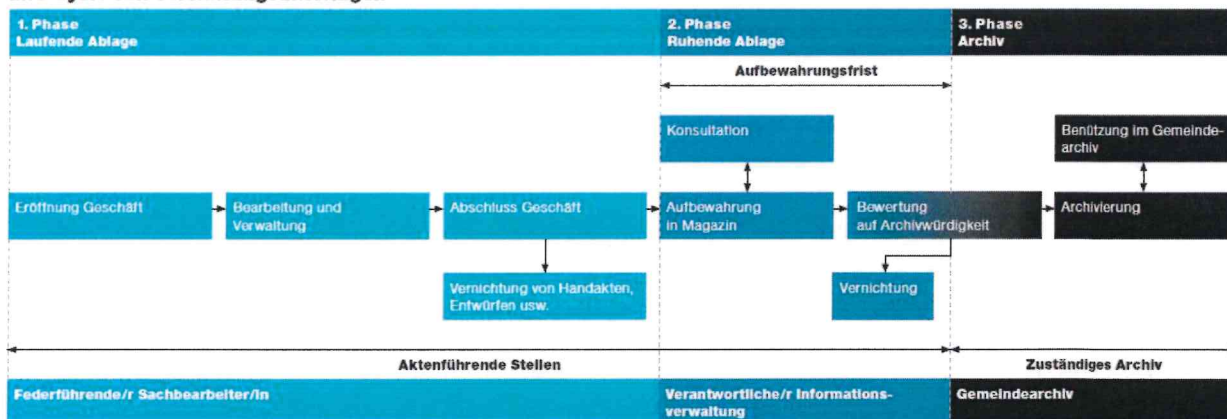 1. Phase
Laufende Ablage
2. Phase
Ruhende Ablage
3. Phase
Archiv
Aufbewahrungsfrist
Konsultation
Benützung im Gemeinde-
archiv
Eröffnung Geschäft
Bearbeitung und
Verwaltung
Abschluss Geschäft
Aufbewahrung
in Magazin
Bewertung
auf Archivwürdigkeit
Archivierung
Vernichtung von Handakten,
Entwürfen usw.
Vernichtung
Aktenführende Stellen
Zuständiges Archiv
Federführende/r Sachbearbeiter/in
Verantwortliche/r Informations-
verwaltung
Gemeindearchiv